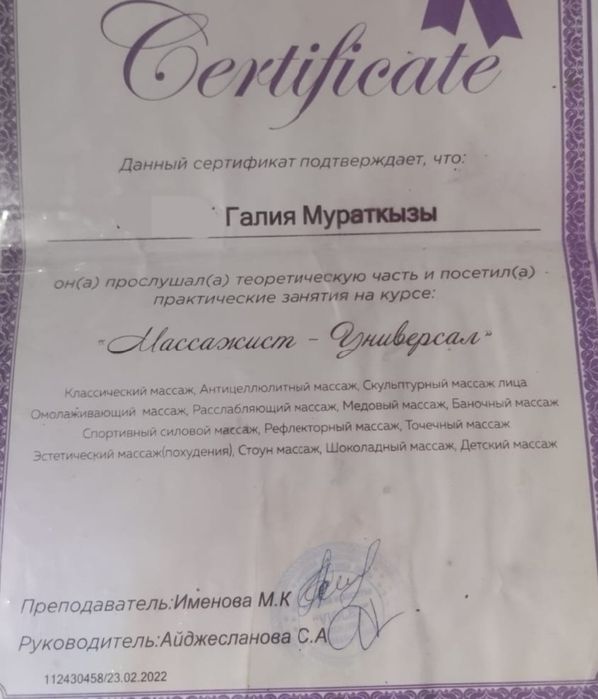 Certificate
Данный сертификат подтверждает, что:
Галия Мураткызы
он(а) прослушал(а) теоретическую часть и посетил(а)
практические занятия на курсе:
"Массажист - Универсал"
Классический массаж, Антицеллюлитный массаж, Скульптурный массаж лица
Омолаживающий массаж, Расслабляющий массаж, Медовый массаж, Баночный массаж
Спортивный силовой массаж, Рефлекторный массаж, Точечный массаж
Эстетический массаж(похудения), Стоун массаж, Шоколадный массаж, Детский массаж
Преподаватель:Именова М.К
Руководитель:Айджесланова С.А
112430458/23.02.2022